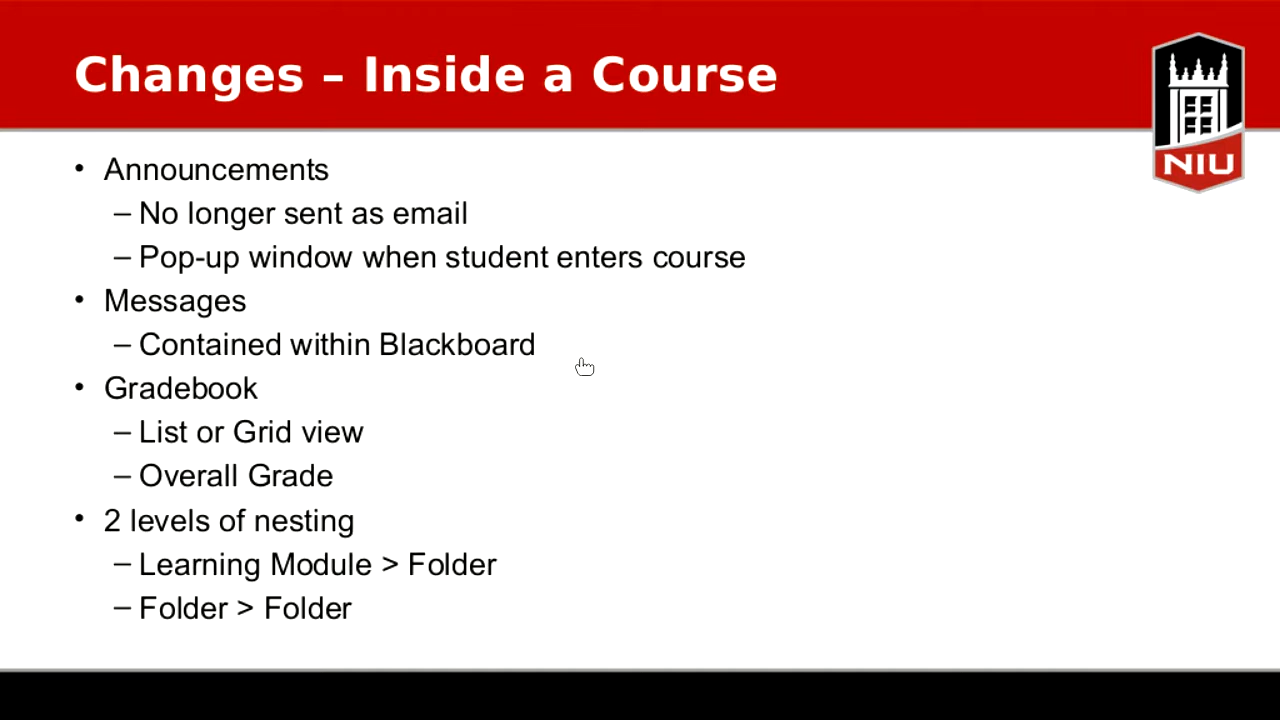 Changes – Inside a Course
NIU
• Announcements
– No longer sent as email
– Pop-up window when student enters course
• Messages
– Contained within Blackboard
• Gradebook
– List or Grid view
– Overall Grade
• 2 levels of nesting
– Learning Module > Folder
– Folder > Folder